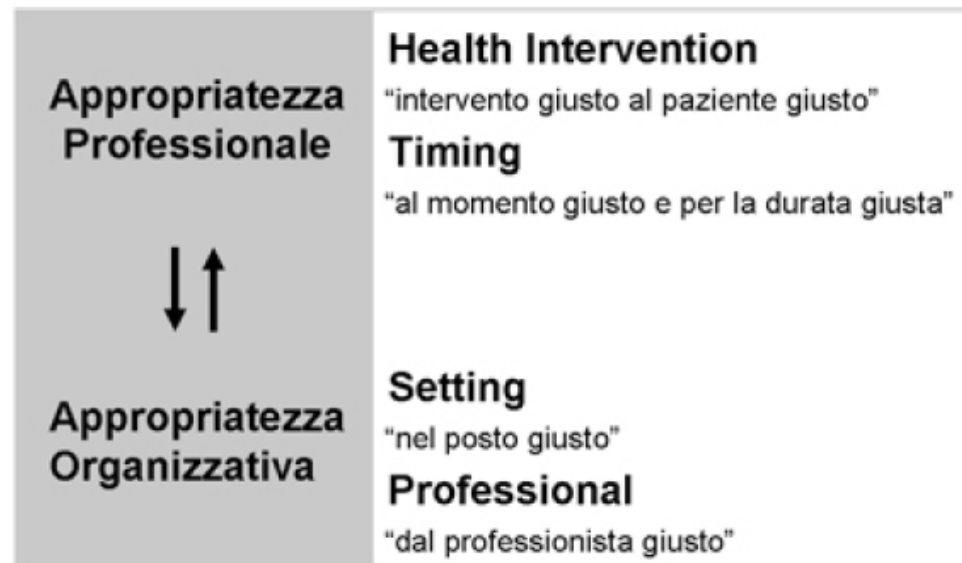 Appropriatezza
Professionale
Health Intervention
“intervento giusto al paziente giusto”
Timing
“al momento giusto e per la durata giusta”
Appropriatezza
Organizzativa
Setting
“nel posto giusto”
Professional
“dal professionista giusto”